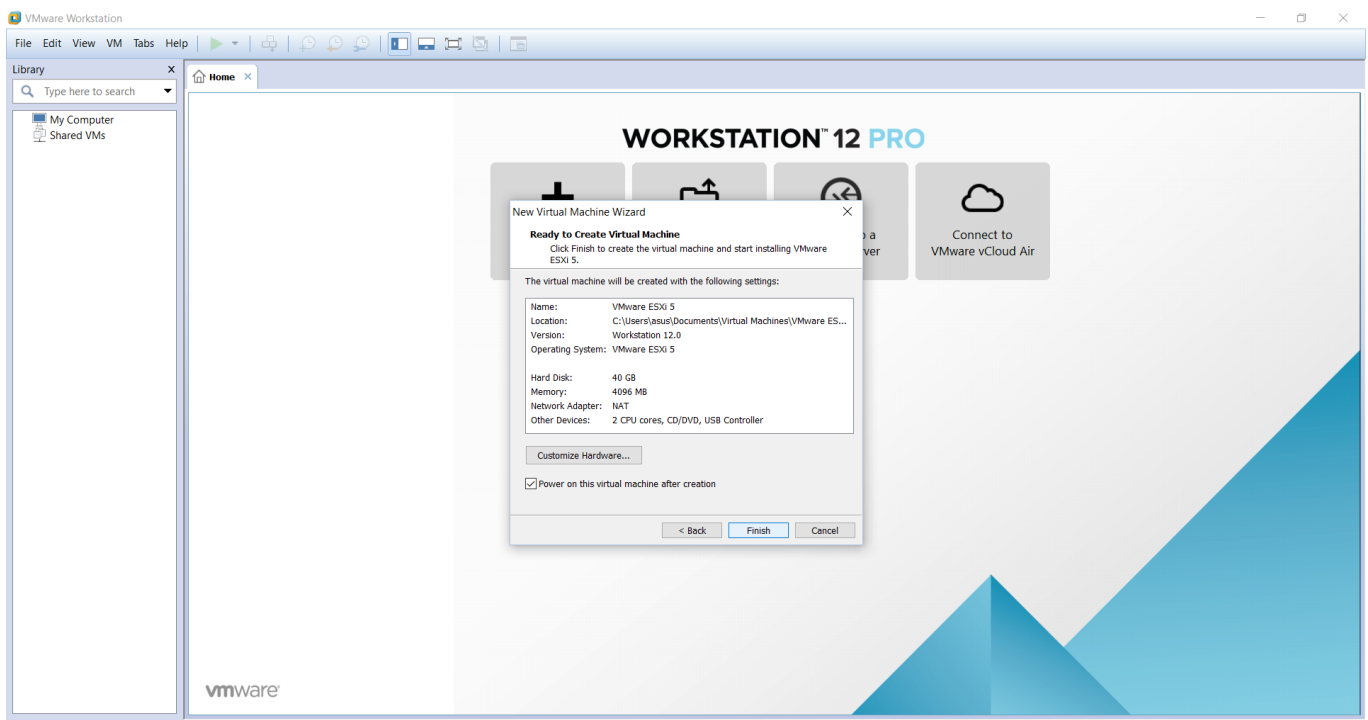 VMware Workstation
File Edit View VM Tabs Help
Library x
Type here to search
My Computer
Shared VMs
Home ×
WORKSTATION™ 12 PRO
Connect to
VMware vCloud Air
a
ver
New Virtual Machine Wizard
Ready to Create Virtual Machine
Click Finish to create the virtual machine and start installing VMware
ESXi 5.
The virtual machine will be created with the following settings:
Name: VMware ESXi 5
Location: C:\Users\asus\Documents\Virtual Machines\VMware ES...
Version: Workstation 12.0
Operating System: VMware ESXi 5
Hard Disk: 40 GB
Memory: 4096 MB
Network Adapter: NAT
Other Devices: 2 CPU cores, CD/DVD, USB Controller
Customize Hardware...
Power on this virtual machine after creation
< Back Finish Cancel
vmware